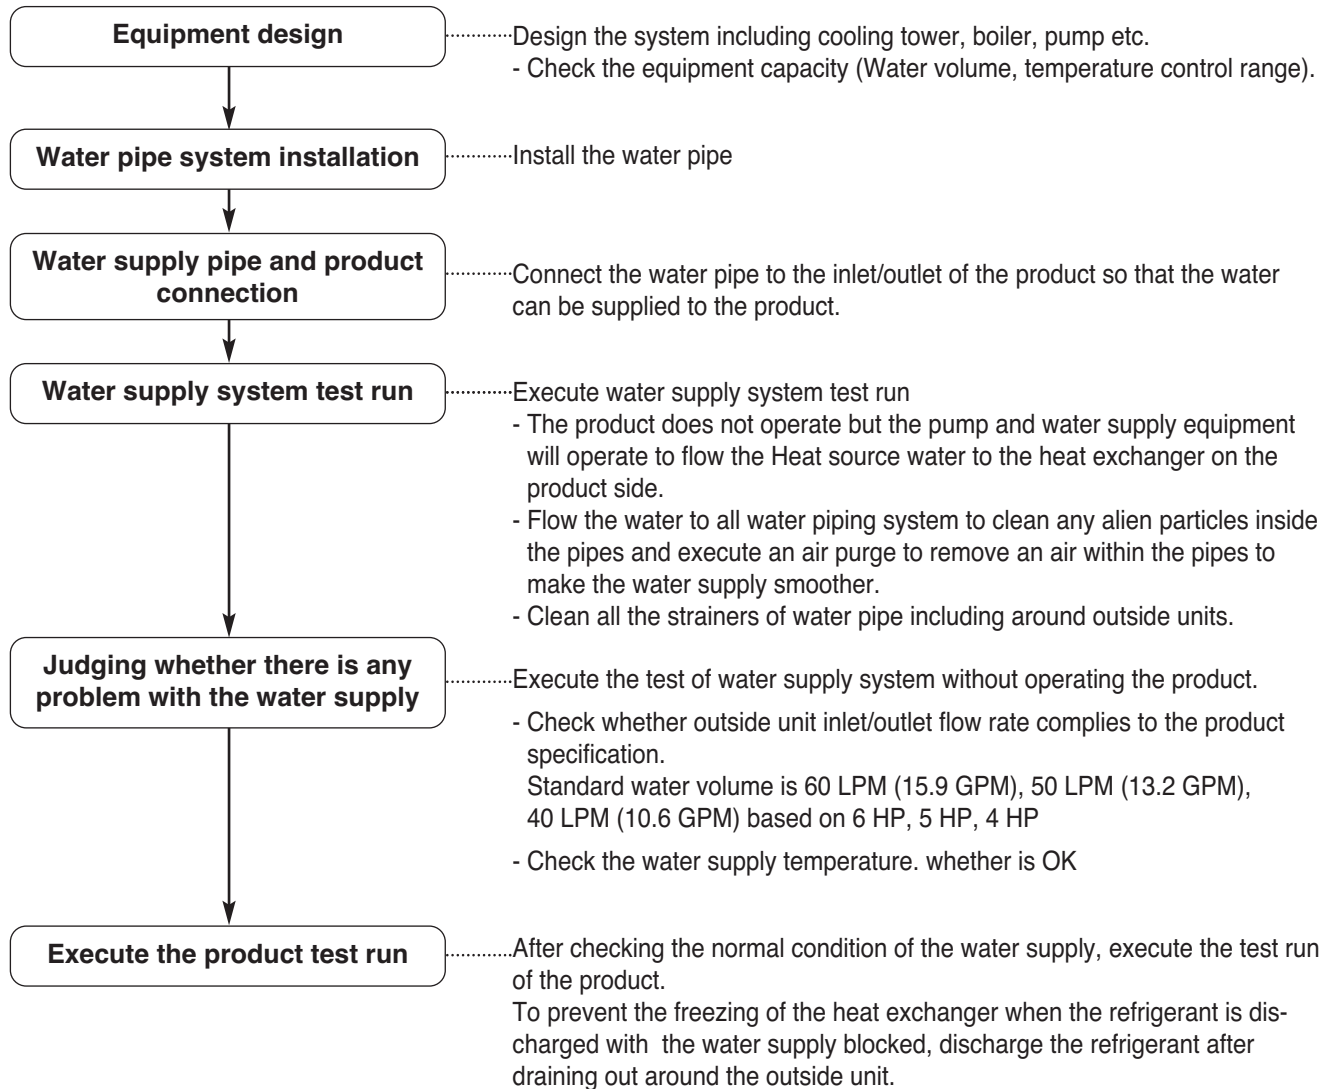 Equipment design
Design the system including cooling tower, boiler, pump etc.
- Check the equipment capacity (Water volume, temperature control range).
Water pipe system installation
Install the water pipe
Water supply pipe and product
connection
Connect the water pipe to the inlet/outlet of the product so that the water
can be supplied to the product.
Water supply system test run
Execute water supply system test run
- The product does not operate but the pump and water supply equipment
will operate to flow the Heat source water to the heat exchanger on the
product side.
- Flow the water to all water piping system to clean any alien particles inside
the pipes and execute an air purge to remove an air within the pipes to
make the water supply smoother.
- Clean all the strainers of water pipe including around outside units.
Judging whether there is any
problem with the water supply
Execute the test of water supply system without operating the product.
- Check whether outside unit inlet/outlet flow rate complies to the product
specification.
Standard water volume is 60 LPM (15.9 GPM), 50 LPM (13.2 GPM),
40 LPM (10.6 GPM) based on 6 HP, 5 HP, 4 HP
- Check the water supply temperature. whether is OK
Execute the product test run
After checking the normal condition of the water supply, execute the test run
of the product.
To prevent the freezing of the heat exchanger when the refrigerant is dis-
charged with  the water supply blocked, discharge the refrigerant after
draining out around the outside unit.